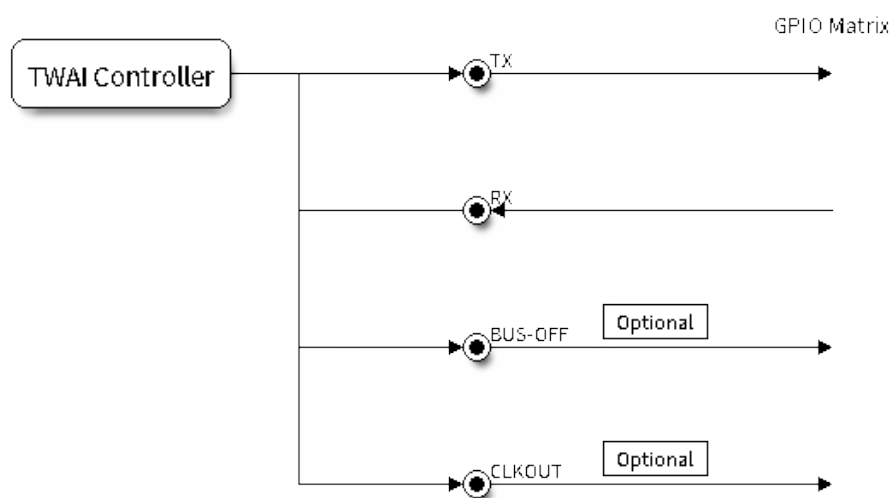 GPIO Matrix
TWAI Controller
TX
RX
BUS-OFF
Optional
CLKOUT
Optional